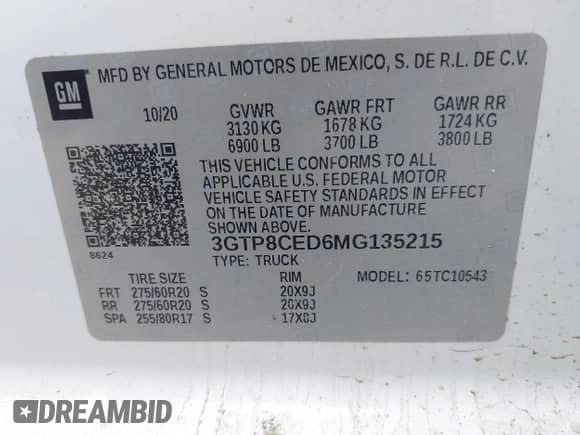 GM
MFD BY GENERAL MOTORS DE MEXICO, S. DE R.L. DE C.V.
10/20 GVWR GAWR FRT GAWR RR
3130 KG 1678 KG 1724 KG
6900 LB 3700 LB 3800 LB
THIS VEHICLE CONFORMS TO ALL
APPLICABLE U.S. FEDERAL MOTOR
VEHICLE SAFETY STANDARDS IN EFFECT
ON THE DATE OF MANUFACTURE
SHOWN ABOVE.
8624
3GTP8CED6MG135215
TYPE: TRUCK
TIRE SIZE RIM MODEL: 65TC10543
FRT 275/60R20 S 20X9J
RR 275/60R20 S 20X9J
SPA 255/80R17 S 17X8J
DREAMBID